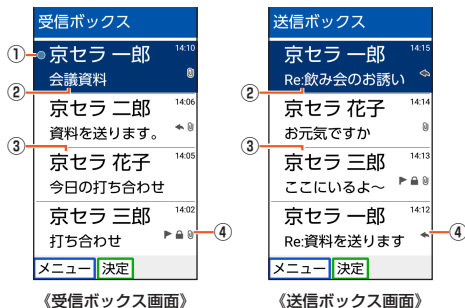 受信ボックス
① 京セラ 一郎 14:10
② 会議資料
京セラ 二郎 14:06
資料を送ります。
③ 京セラ 花子 14:05
今日の打ち合わせ
京セラ 三郎 14:02
打ち合わせ ④
メニュー 決定
《受信ボックス画面》
送信ボックス
京セラ 一郎 14:15
② Re:飲み会のお誘い
京セラ 花子 14:14
お元気ですか
③ 京セラ 三郎 14:13
ここにいるよ～
京セラ 一郎 14:12
Re:資料を送ります ④
メニュー 決定
《送信ボックス画面》